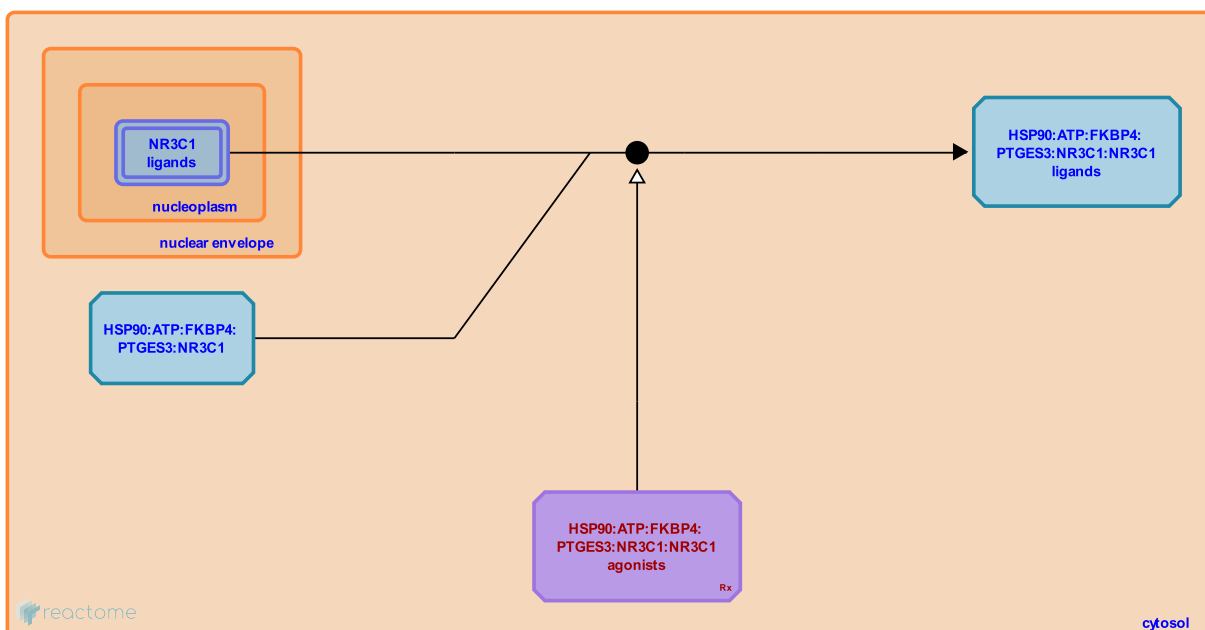 NR3C1
ligands
nucleoplasm
nuclear envelope
HSP90:ATP:FKBP4:
PTGES3:NR3C1:NR3C1
ligands
HSP90:ATP:FKBP4:
PTGES3:NR3C1
HSP90:ATP:FKBP4:
PTGES3:NR3C1:NR3C1
agonists
Rx
reactome
cytosol